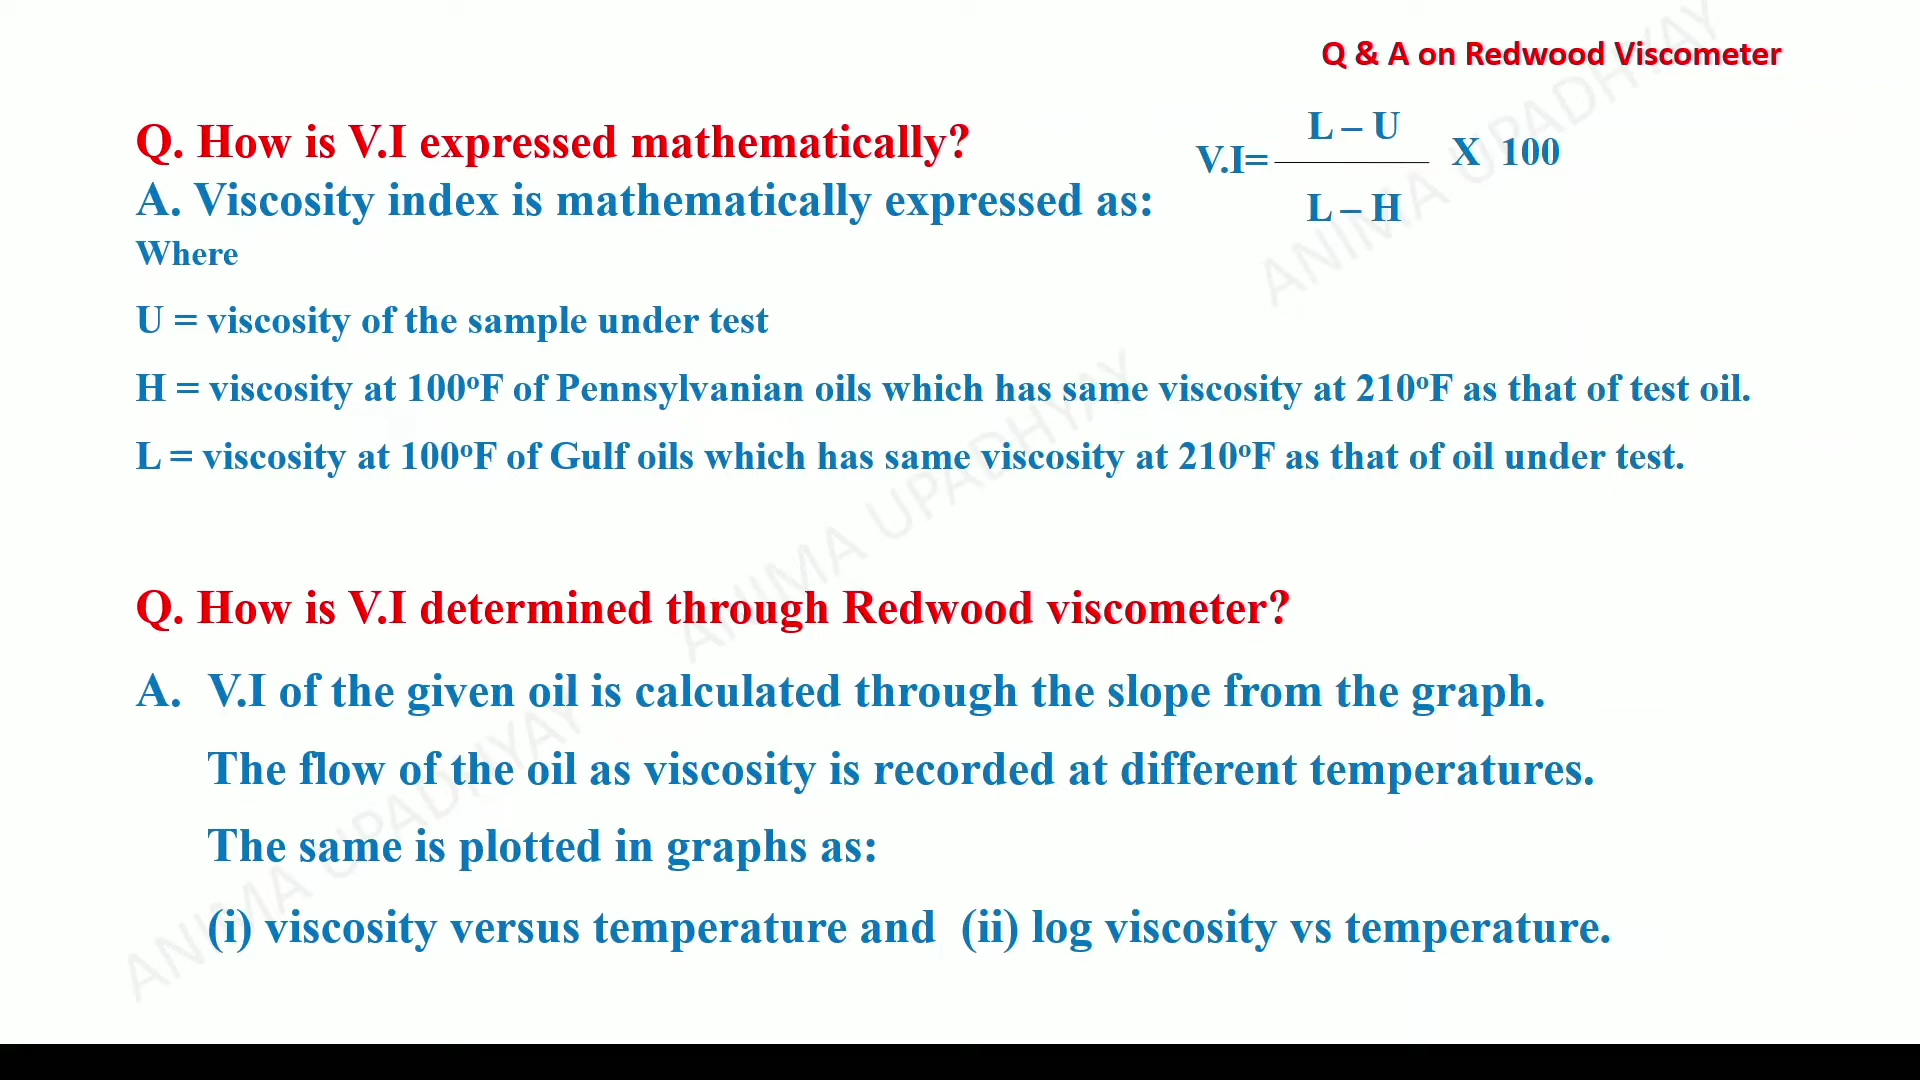 Q & A on Redwood Viscometer
Q. How is V.I expressed mathematically?
A. Viscosity index is mathematically expressed as:
L – U
V.I= X 100
L – H
Where
U = viscosity of the sample under test
H = viscosity at 100ºF of Pennsylvanian oils which has same viscosity at 210ºF as that of test oil.
L = viscosity at 100ºF of Gulf oils which has same viscosity at 210ºF as that of oil under test.
Q. How is V.I determined through Redwood viscometer?
A. V.I of the given oil is calculated through the slope from the graph.
The flow of the oil as viscosity is recorded at different temperatures.
The same is plotted in graphs as:
(i) viscosity versus temperature and (ii) log viscosity vs temperature.
ANIMA UPADHYAY
ANIMA UPADHYAY
ANIMA UPADHYAY